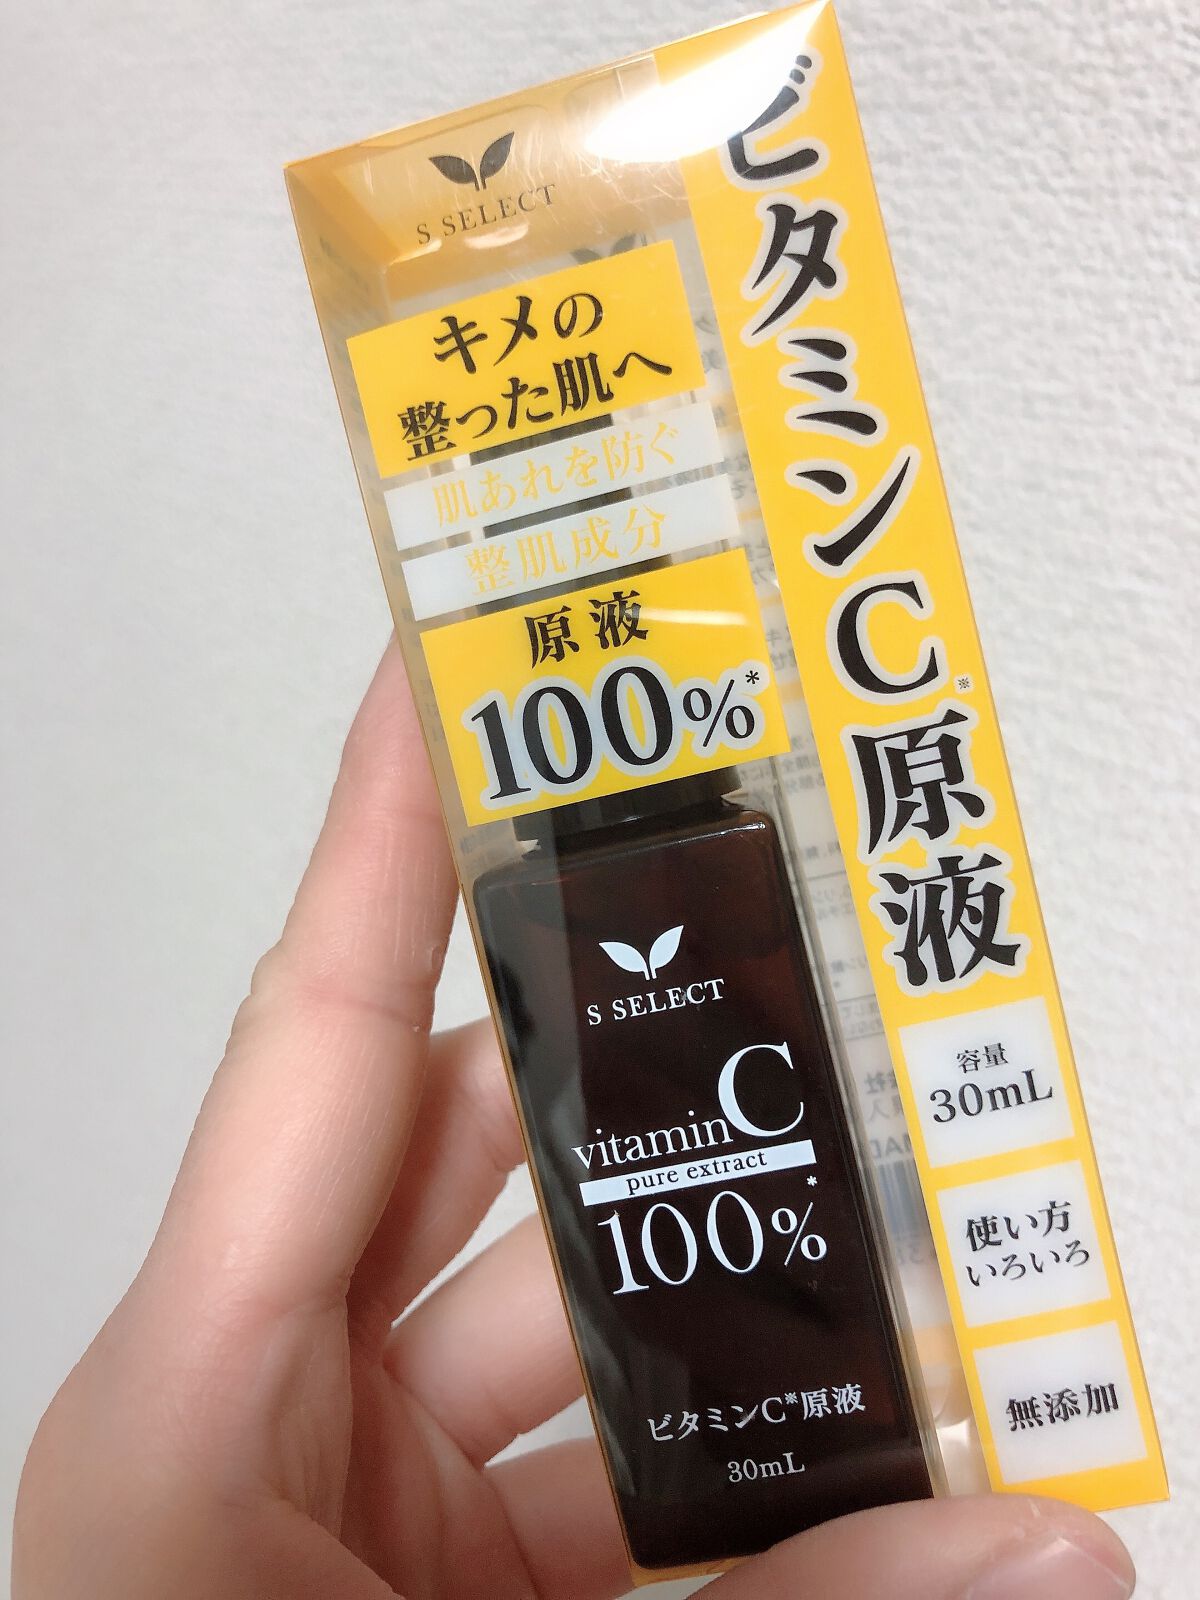 S SELECT
キメの
整った肌へ
肌あれを防ぐ
整肌成分
原液
100%*
ビタミンC※原液
容量
30mL
使い方
いろいろ
無添加
S SELECT
vitamin C
pure extract
100%*
ビタミンC※原液
30mL